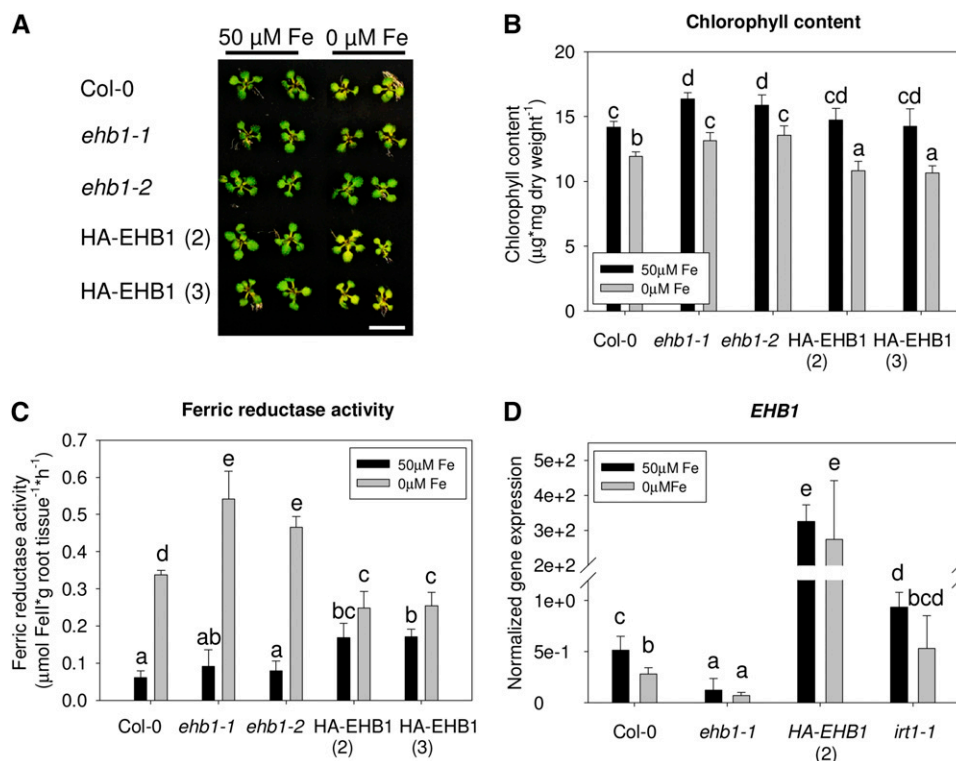 A
50 μM Fe 0 μM Fe
Col-0
ehb1-1
ehb1-2
HA-EHB1 (2)
HA-EHB1 (3)
B
Chlorophyll content
Chlorophyll content
(μg*mg dry weight⁻¹)
20
15
10
5
0
c b d c d c cd a cd a
50μM Fe
0μM Fe
Col-0 ehb1-1 ehb1-2 HA-EHB1 HA-EHB1
(2) (3)
C
Ferric reductase activity
Ferric reductase activity
(μmol FeII*g root tissue⁻¹*h⁻¹)
0.7
0.6
0.5
0.4
0.3
0.2
0.1
0.0
a d ab e a e bc c b c
50μM Fe
0μM Fe
Col-0 ehb1-1 ehb1-2 HA-EHB1 HA-EHB1
(2) (3)
D
EHB1
Normalized gene expression
5e+2
4e+2
3e+2
2e+2
1e+0
5e-1
0
c b a a e e d bcd
50μM Fe
0μMFe
Col-0 ehb1-1 HA-EHB1 irt1-1
(2)